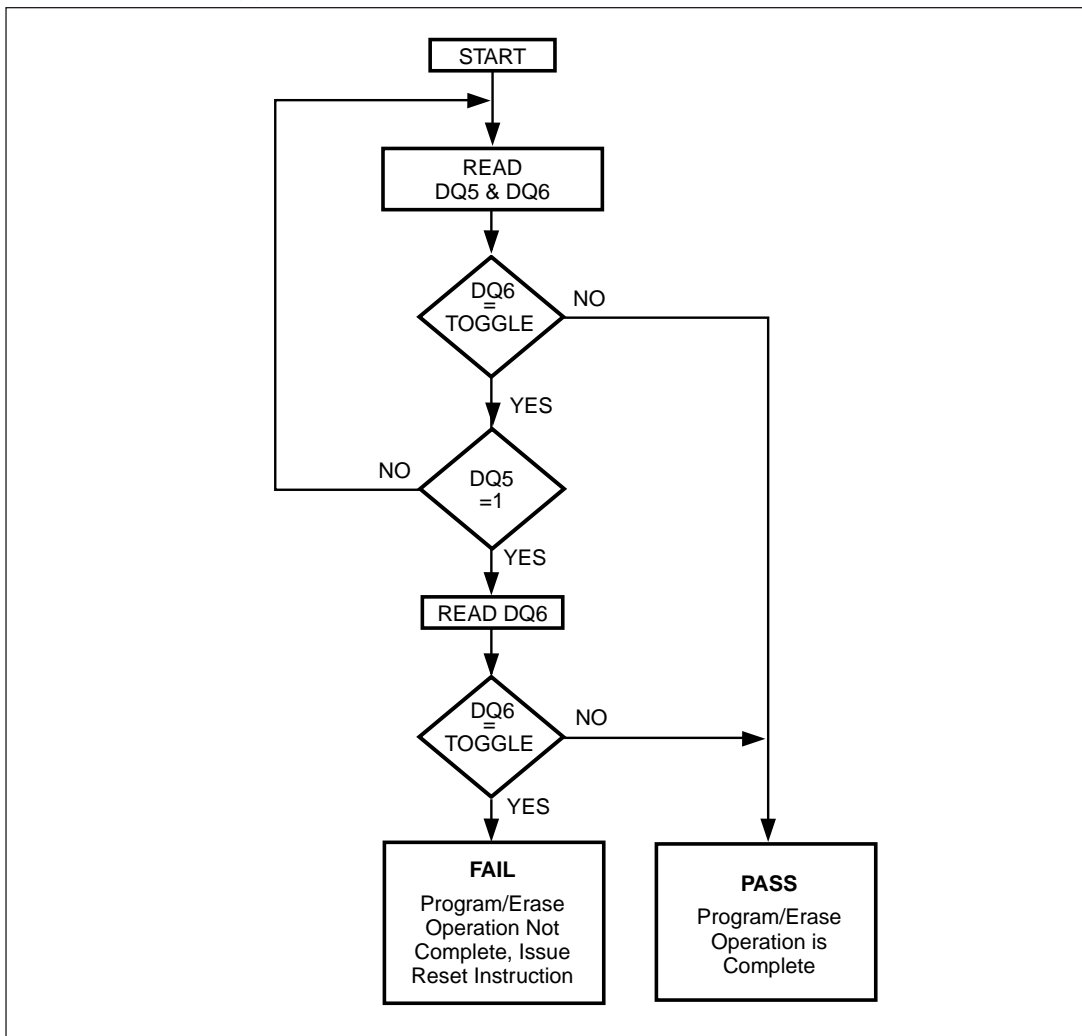 START
READ
DQ5 & DQ6
DQ6
=
TOGGLE
NO
YES
NO
DQ5
=1
YES
READ DQ6
DQ6
=
TOGGLE
NO
YES
FAIL
Program/Erase
Operation Not
Complete, Issue
Reset Instruction
PASS
Program/Erase
Operation is
Complete